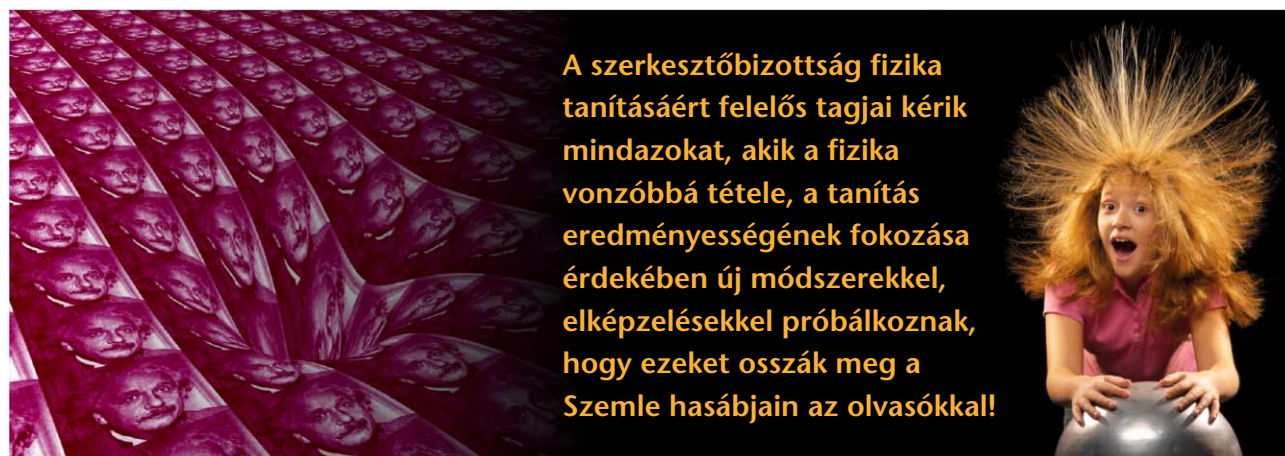 A szerkesztőbizottság fizika
tanításáért felelős tagjai kérik
mindazokat, akik a fizika
vonzóbbá tétele, a tanítás
eredményességének fokozása
érdekében új módszerekkel,
elképzelésekkel próbálkoznak,
hogy ezeket osszák meg a
Szemle hasábjain az olvasókkal!